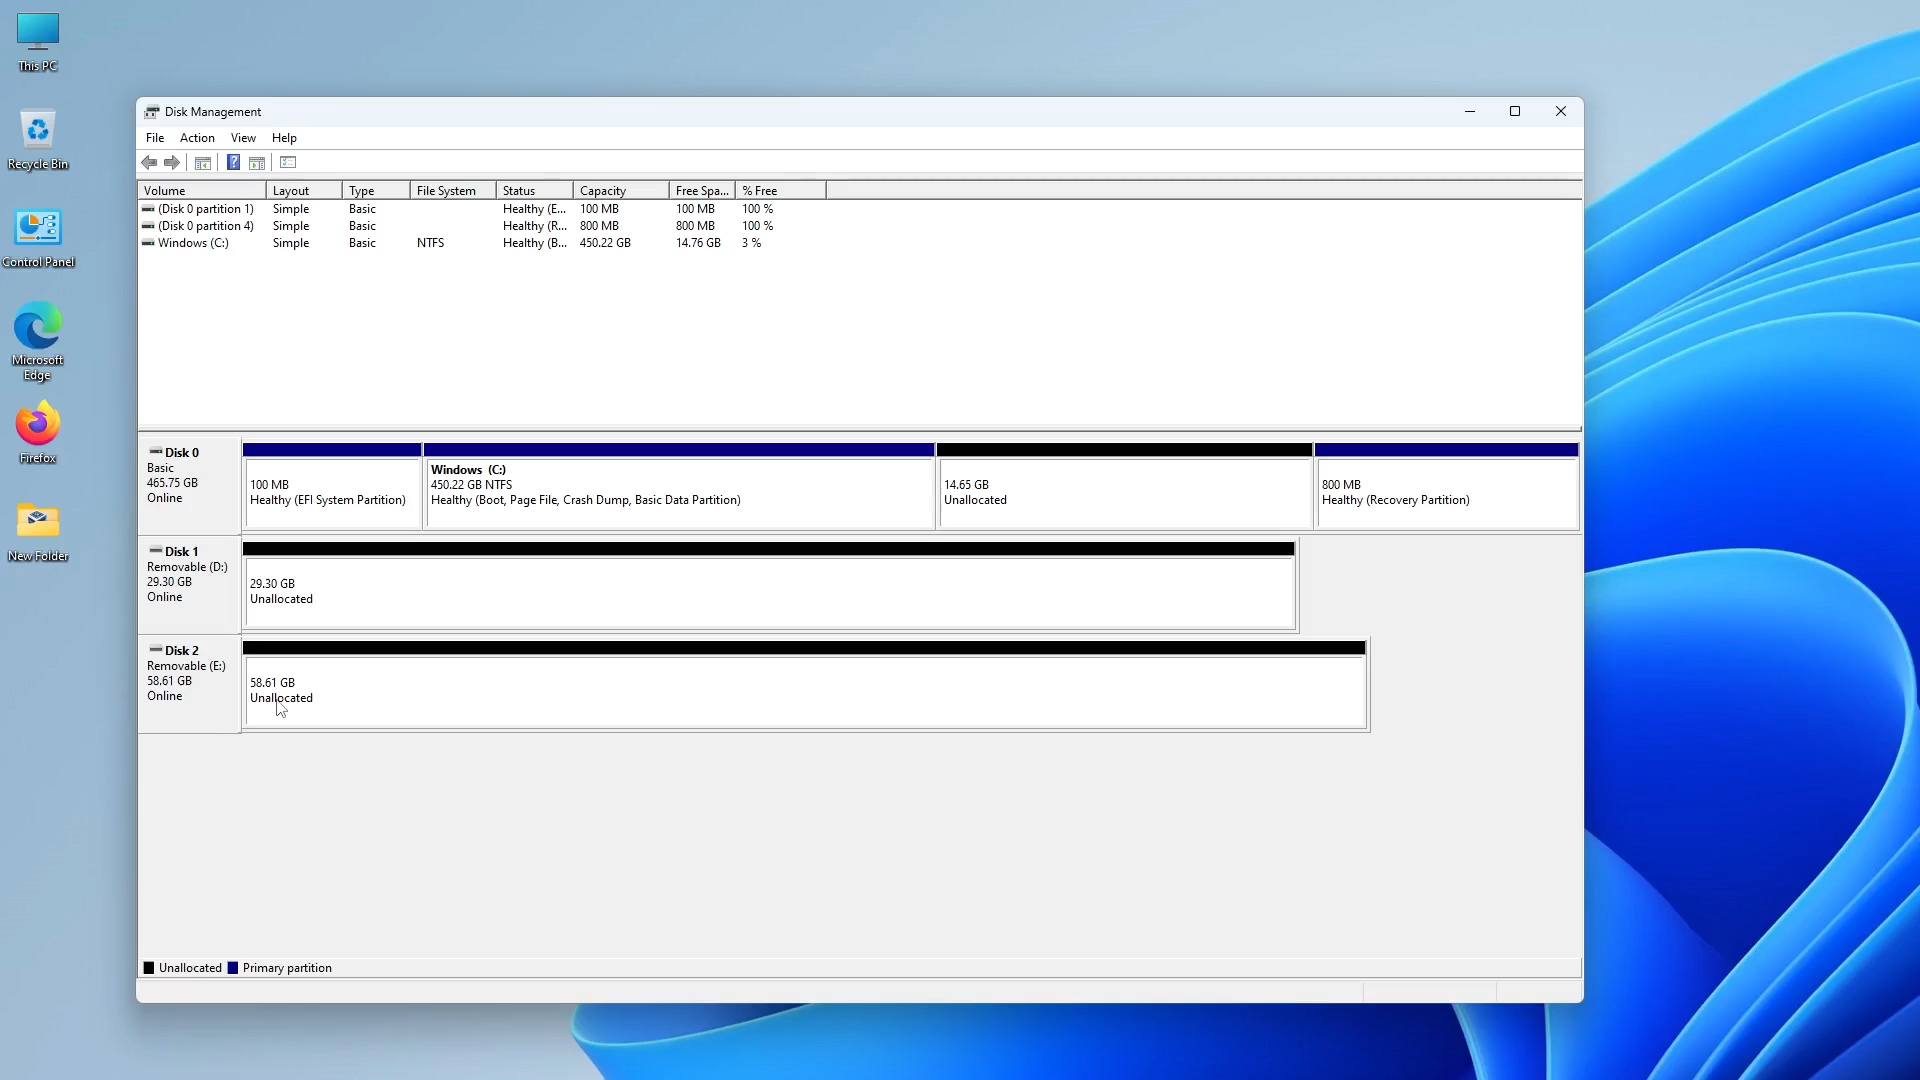 This PC
Recycle Bin
Control Panel
Microsoft
Edge
Firefox
New Folder
Disk Management
File Action View Help
Volume Layout Type File System Status Capacity Free Spa... % Free
(Disk 0 partition 1) Simple Basic Healthy (E... 100 MB 100 MB 100 %
(Disk 0 partition 4) Simple Basic Healthy (R... 800 MB 800 MB 100 %
Windows (C:) Simple Basic NTFS Healthy (B... 450.22 GB 14.76 GB 3 %
Disk 0
Basic
465.75 GB
Online
100 MB
Healthy (EFI System Partition)
Windows (C:)
450.22 GB NTFS
Healthy (Boot, Page File, Crash Dump, Basic Data Partition)
14.65 GB
Unallocated
800 MB
Healthy (Recovery Partition)
Disk 1
Removable (D:)
29.30 GB
Online
29.30 GB
Unallocated
Disk 2
Removable (E:)
58.61 GB
Online
58.61 GB
Unallocated
Unallocated Primary partition